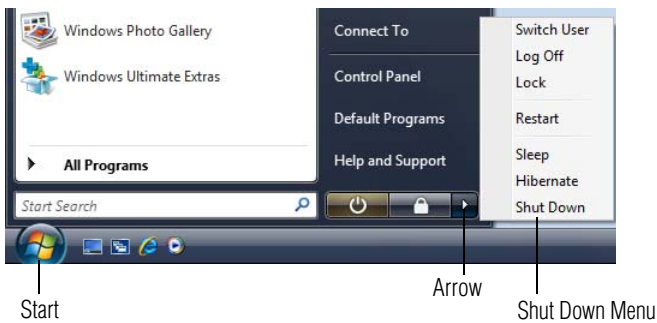 Windows Photo Gallery
Windows Ultimate Extras
All Programs
Start Search
Connect To
Control Panel
Default Programs
Help and Support
Switch User
Log Off
Lock
Restart
Sleep
Hibernate
Shut Down
Start
Arrow
Shut Down Menu